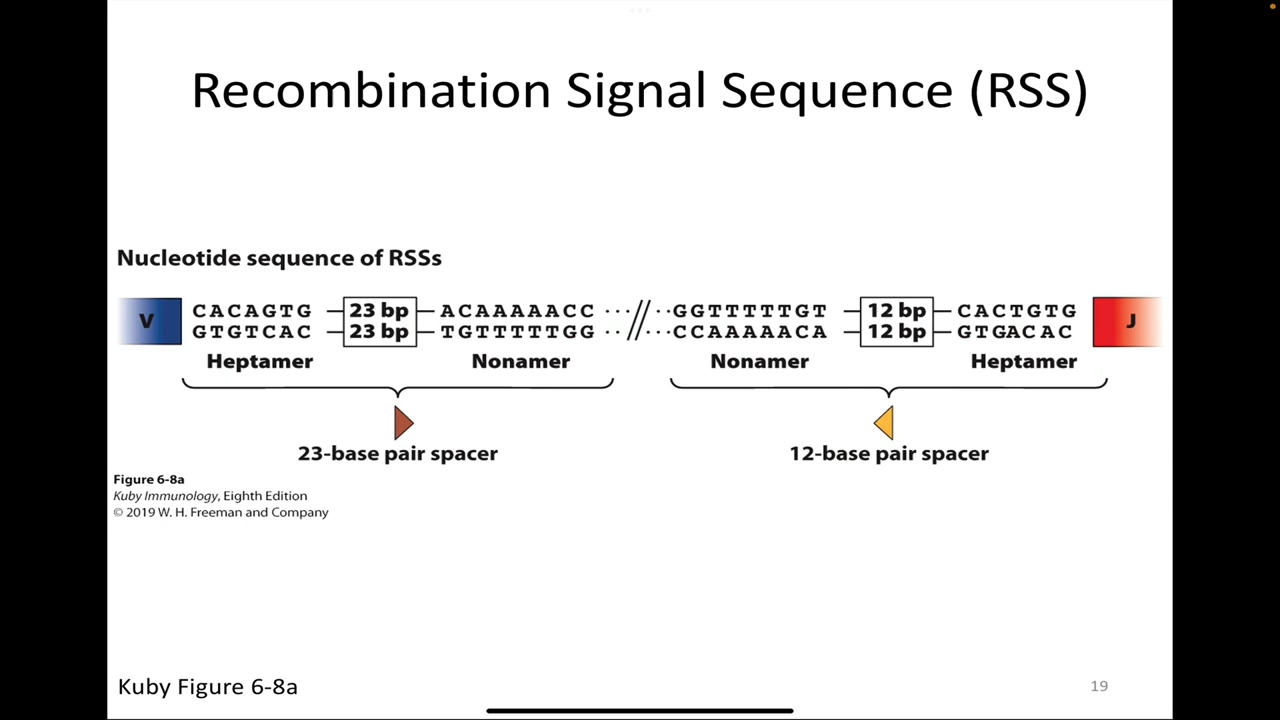 Recombination Signal Sequence (RSS)
Nucleotide sequence of RSSs
V CACAGTG 23 bp ACAAAAACC ··· // ··· GGTTTTTGT 12 bp CACTGTG J
GTGTCAC 23 bp TGTTTTTGG ·· // ··· CCAAAAACA 12 bp GTGACAC
Heptamer Nonamer Nonamer Heptamer
23-base pair spacer 12-base pair spacer
Figure 6-8a
Kuby Immunology, Eighth Edition
© 2019 W. H. Freeman and Company
Kuby Figure 6-8a 19